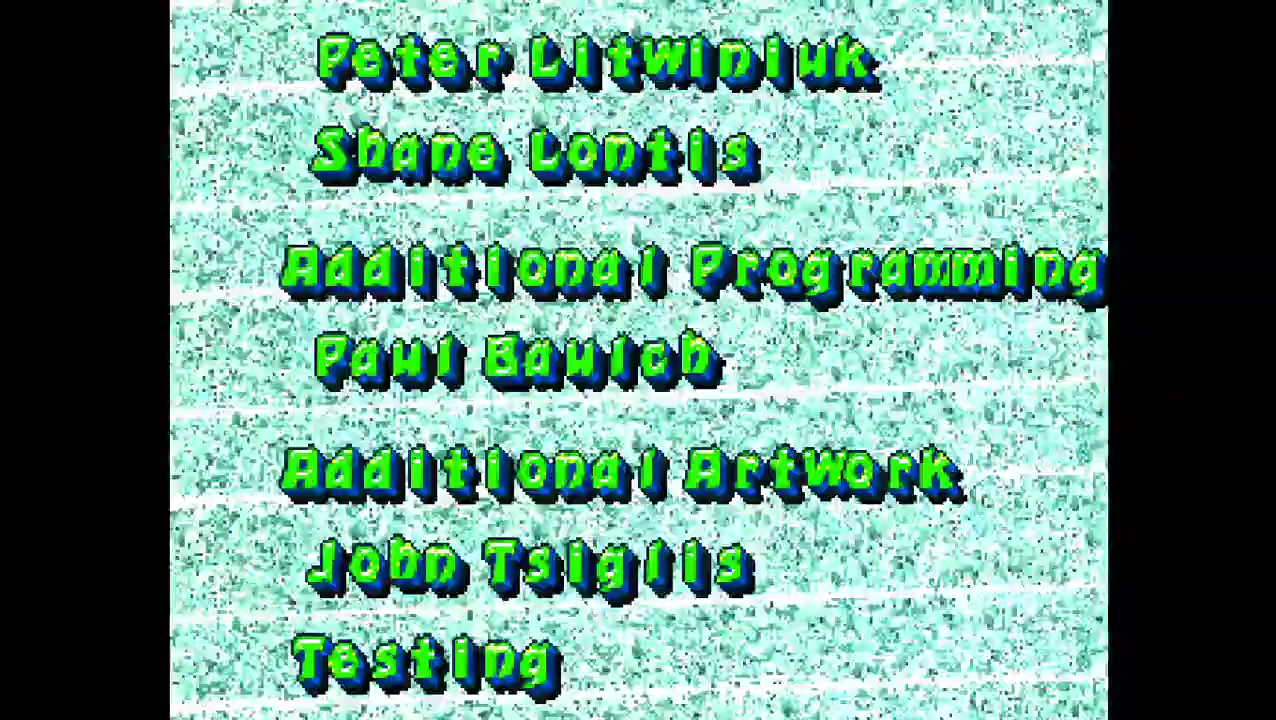 Peter Litwiniuk
Shane Lontis
Additional Programming
Paul Baulch
Additional Artwork
John Tsiglis
Testing